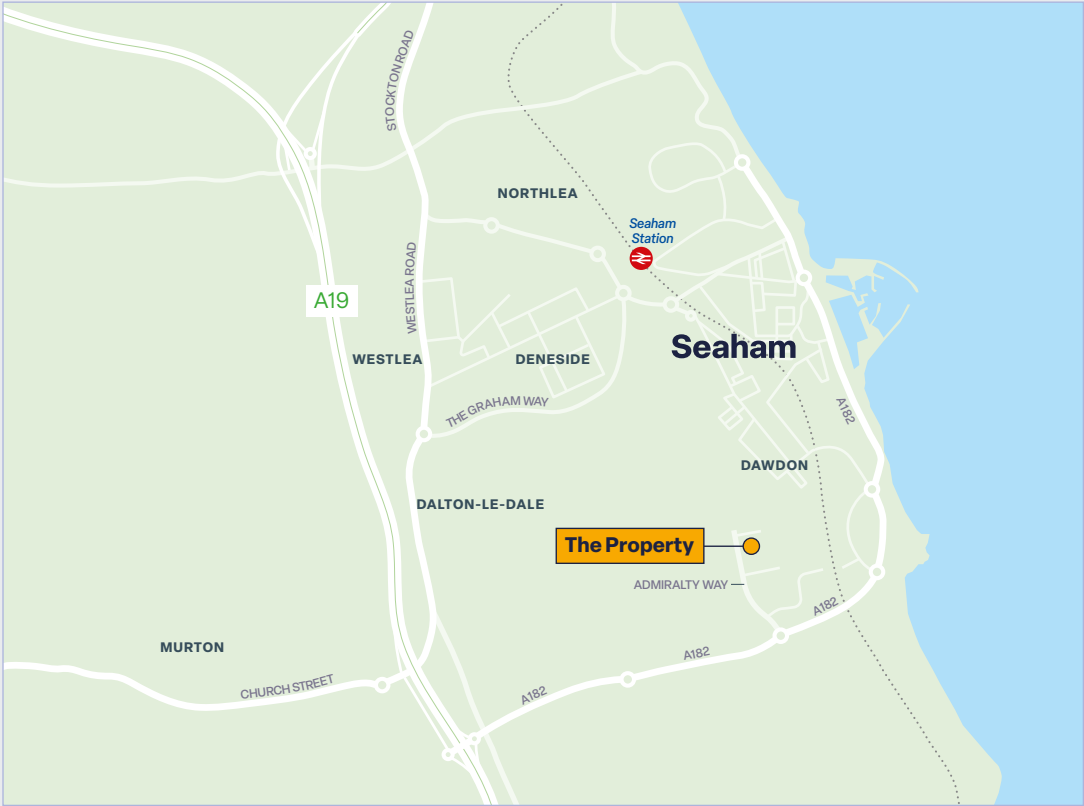 STOCKTON ROAD
NORTHLEA
Seaham
Station
WESTLEA ROAD
A19
Seaham
WESTLEA
DENESIDE
THE GRAHAM WAY
A182
DAWDON
DALTON-LE-DALE
The Property
ADMIRALTY WAY
A182
MURTON
A182
CHURCH STREET
A182